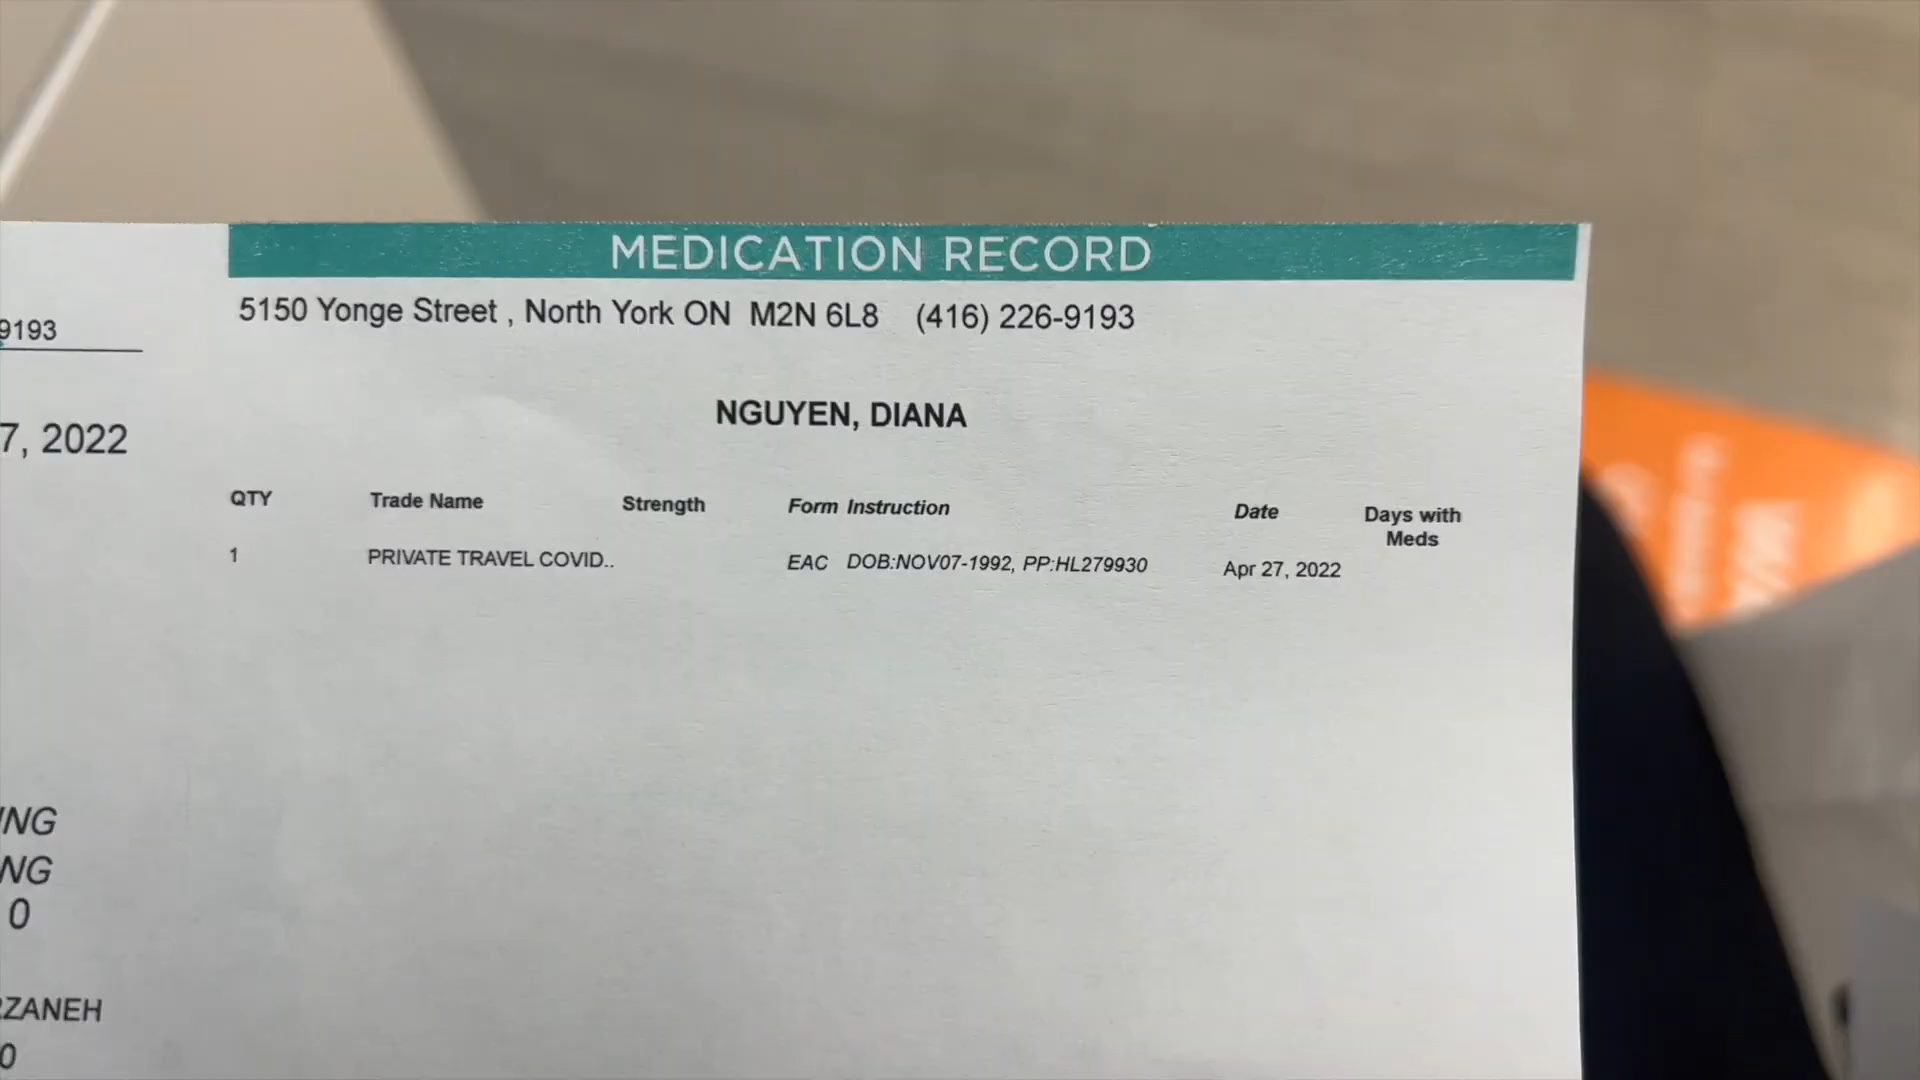 MEDICATION RECORD
5150 Yonge Street , North York ON M2N 6L8 (416) 226-9193
9193
NGUYEN, DIANA
7, 2022
QTY Trade Name Strength Form Instruction Date Days with Meds
1 PRIVATE TRAVEL COVID.. EAC DOB:NOV07-1992, PP:HL279930 Apr 27, 2022
ING
NG
0
ZANEH
0